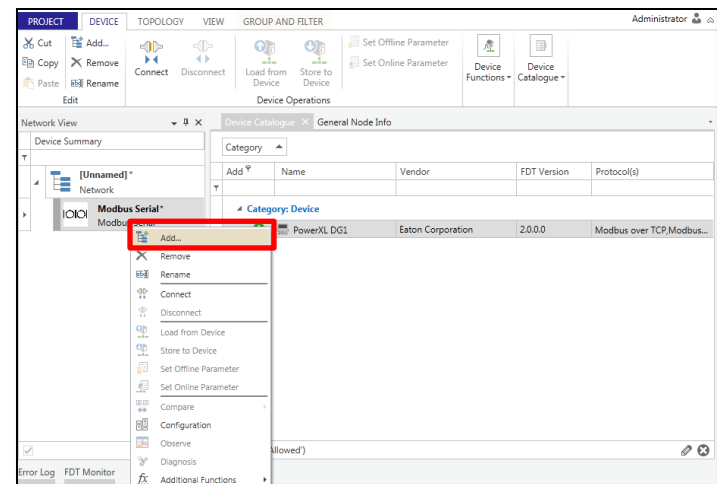 PROJECT DEVICE TOPOLOGY VIEW GROUP AND FILTER Administrator
Cut Add... Set Offline Parameter
Copy Remove Connect Disconnect Load from Device Store to Device Set Online Parameter Device Functions Device Catalogue
Paste Rename
Edit Device Operations
Network View Device Catalogue General Node Info
Device Summary Category
Add Name Vendor FDT Version Protocol(s)
[Unnamed]*
Network
Category: Device
Modbus Serial*
Modbus Serial
PowerXL DG1 Eaton Corporation 2.0.0.0 Modbus over TCP,Modbus...
Add...
Remove
Rename
Connect
Disconnect
Load from Device
Store to Device
Set Offline Parameter
Set Online Parameter
Compare
Configuration
Observe
Allowed')
Diagnosis
Error Log FDT Monitor
fx Additional Functions